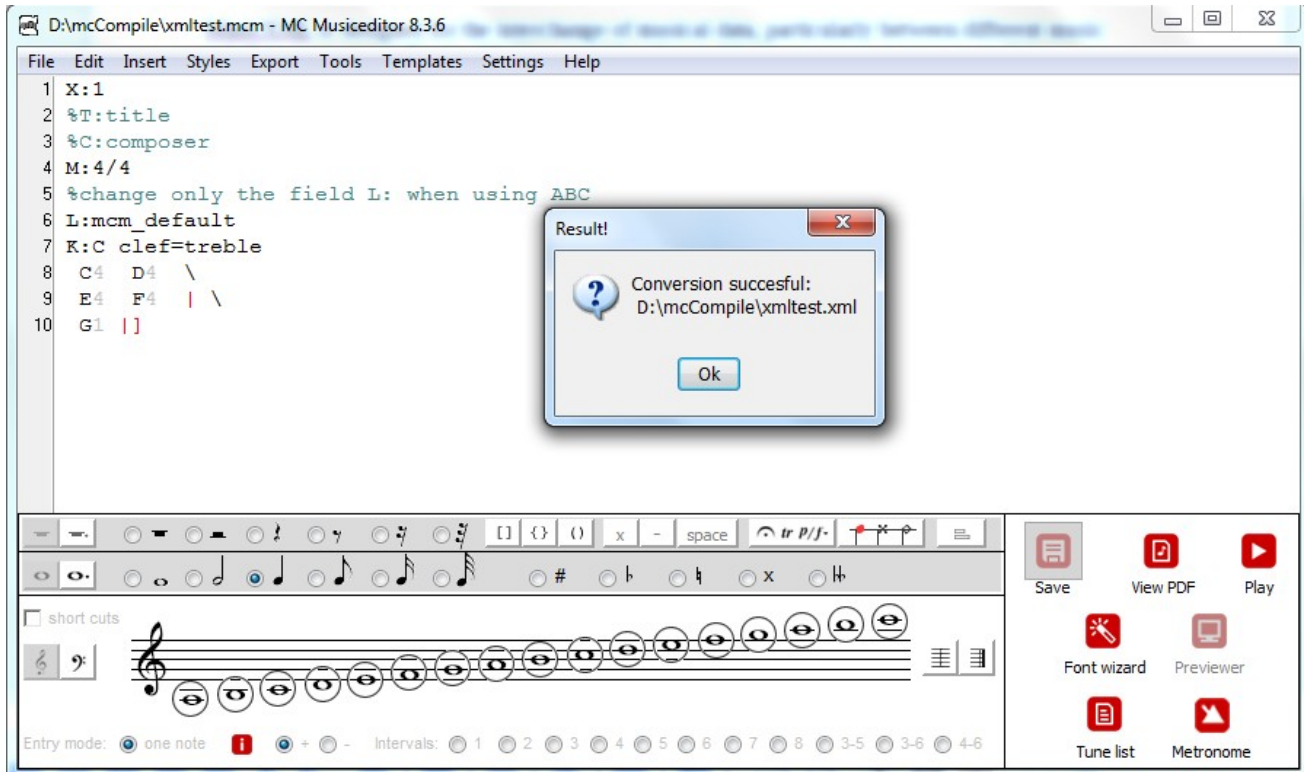 D:\mcCompile\xmltest.mcm - MC Musiceditor 8.3.6
File Edit Insert Styles Export Tools Templates Settings Help
1 X:1
2 %T:title
3 %C:composer
4 M:4/4
5 %change only the field L: when using ABC
6 L:mcm_default
7 K:C clef=treble
8 C4 D4 \
9 E4 F4 | \
10 G1 |]
Result!
Conversion succesful:
D:\mcCompile\xmltest.xml
Ok
[] {} () x - space tr p/f-
# x
short cuts
Entry mode: one note i + - Intervals: 1 2 3 4 5 6 7 8 3-5 3-6 4-6
Save View PDF Play
Font wizard Previewer
Tune list Metronome